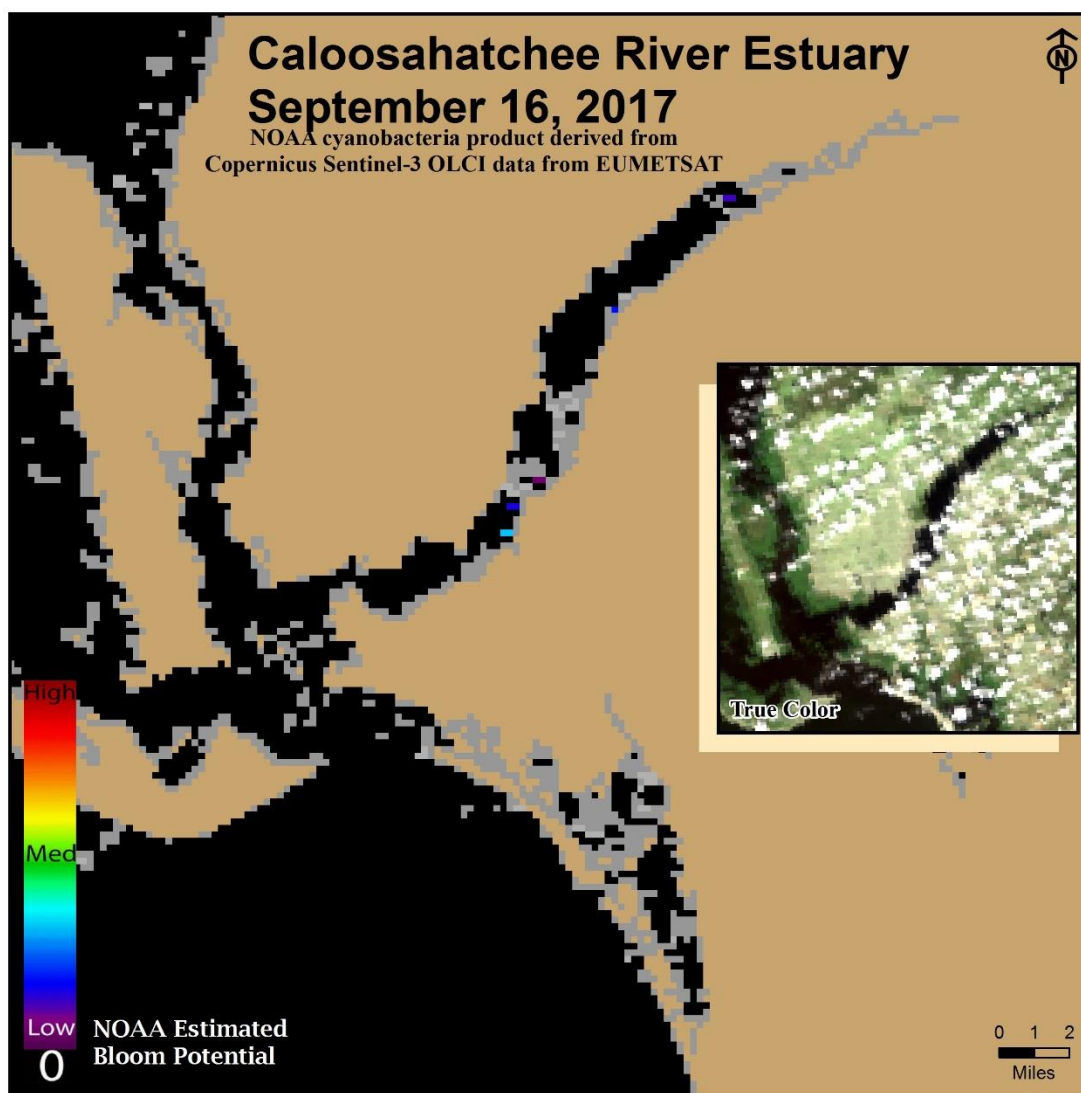 Caloosahatchee River Estuary
September 16, 2017
NOAA cyanobacteria product derived from
Copernicus Sentinel-3 OLCI data from EUMETSAT
N
True Color
High
Med
Low
0
NOAA Estimated
Bloom Potential
0 1 2
Miles